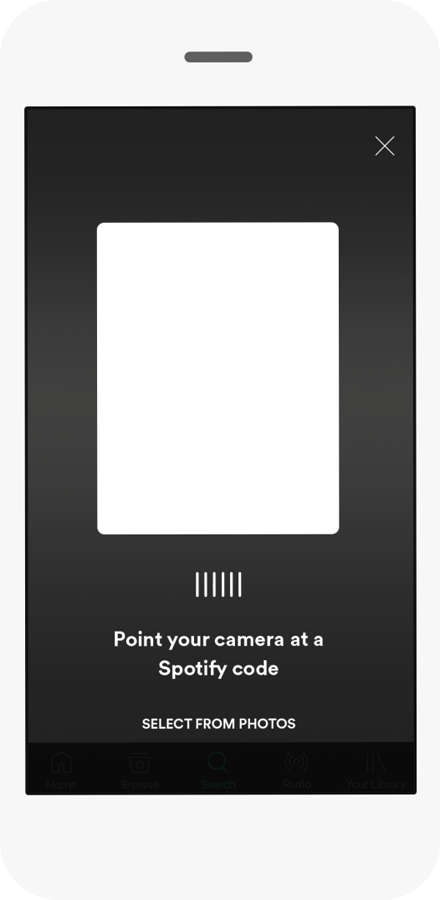 Point your camera at a
Spotify code
SELECT FROM PHOTOS
Home Browse Search Radio Your Library